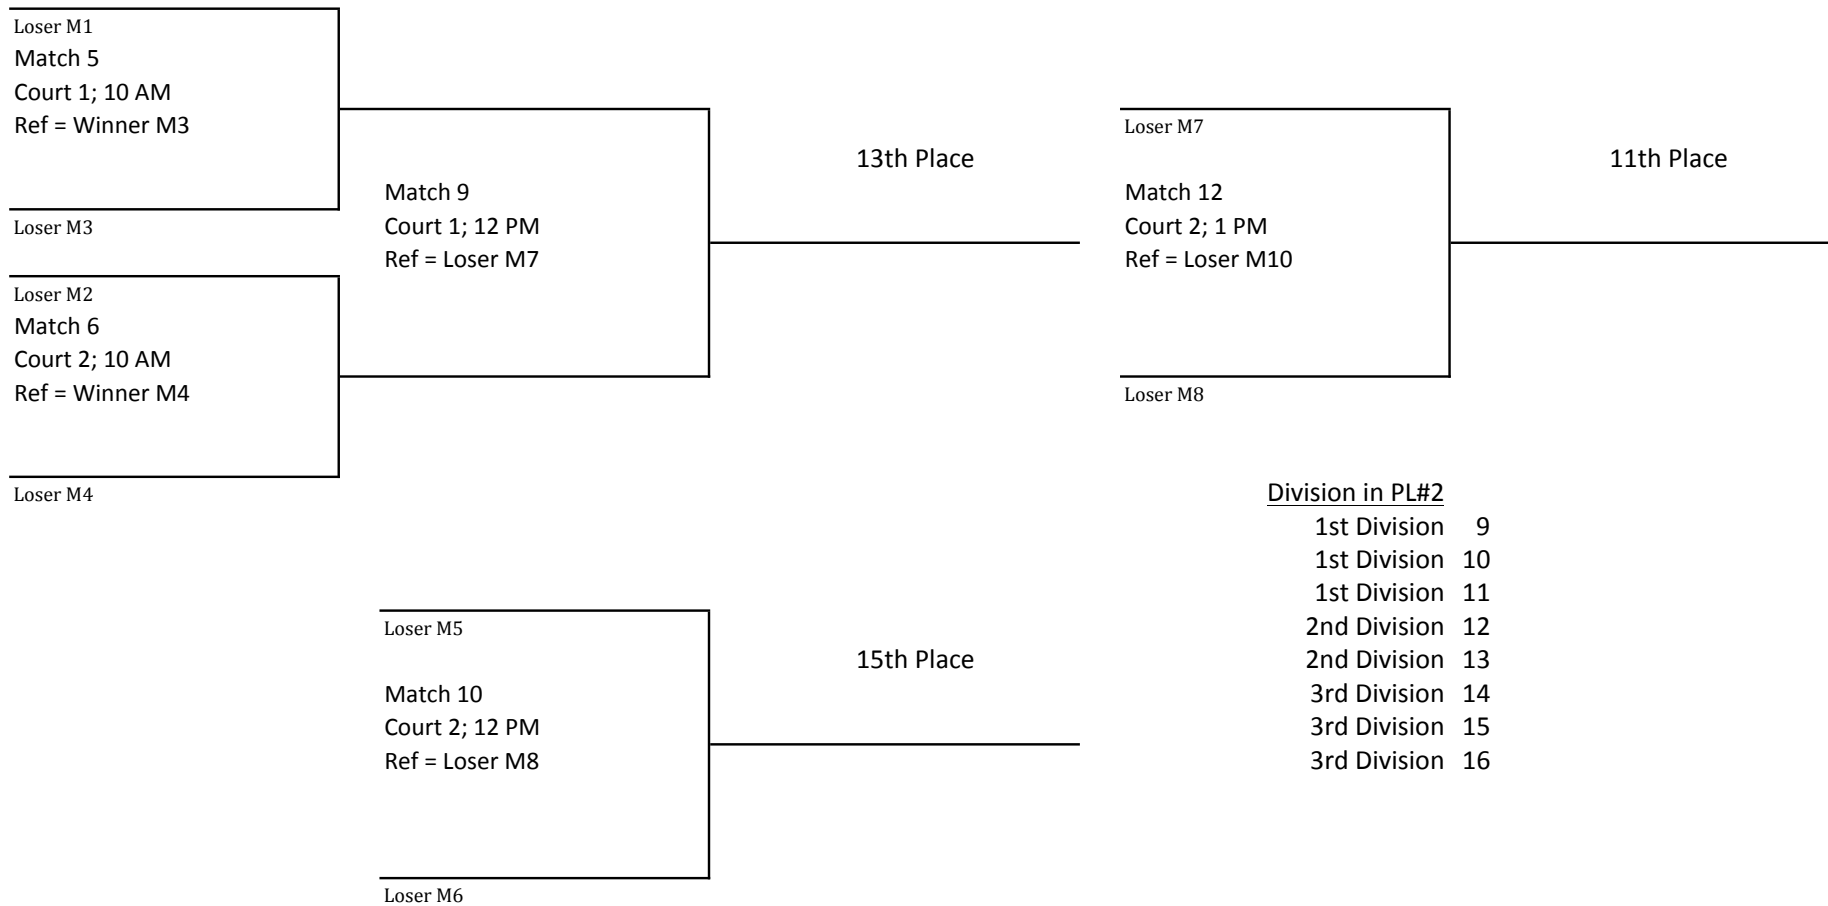 Loser M1
Match 5
Court 1; 10 AM
Ref = Winner M3
Loser M3
Loser M2
Match 6
Court 2; 10 AM
Ref = Winner M4
Loser M4
13th Place
Match 9
Court 1; 12 PM
Ref = Loser M7
Loser M7
11th Place
Match 12
Court 2; 1 PM
Ref = Loser M10
Loser M8
Loser M5
15th Place
Match 10
Court 2; 12 PM
Ref = Loser M8
Loser M6
Division in PL#2
1st Division 9
1st Division 10
1st Division 11
2nd Division 12
2nd Division 13
3rd Division 14
3rd Division 15
3rd Division 16